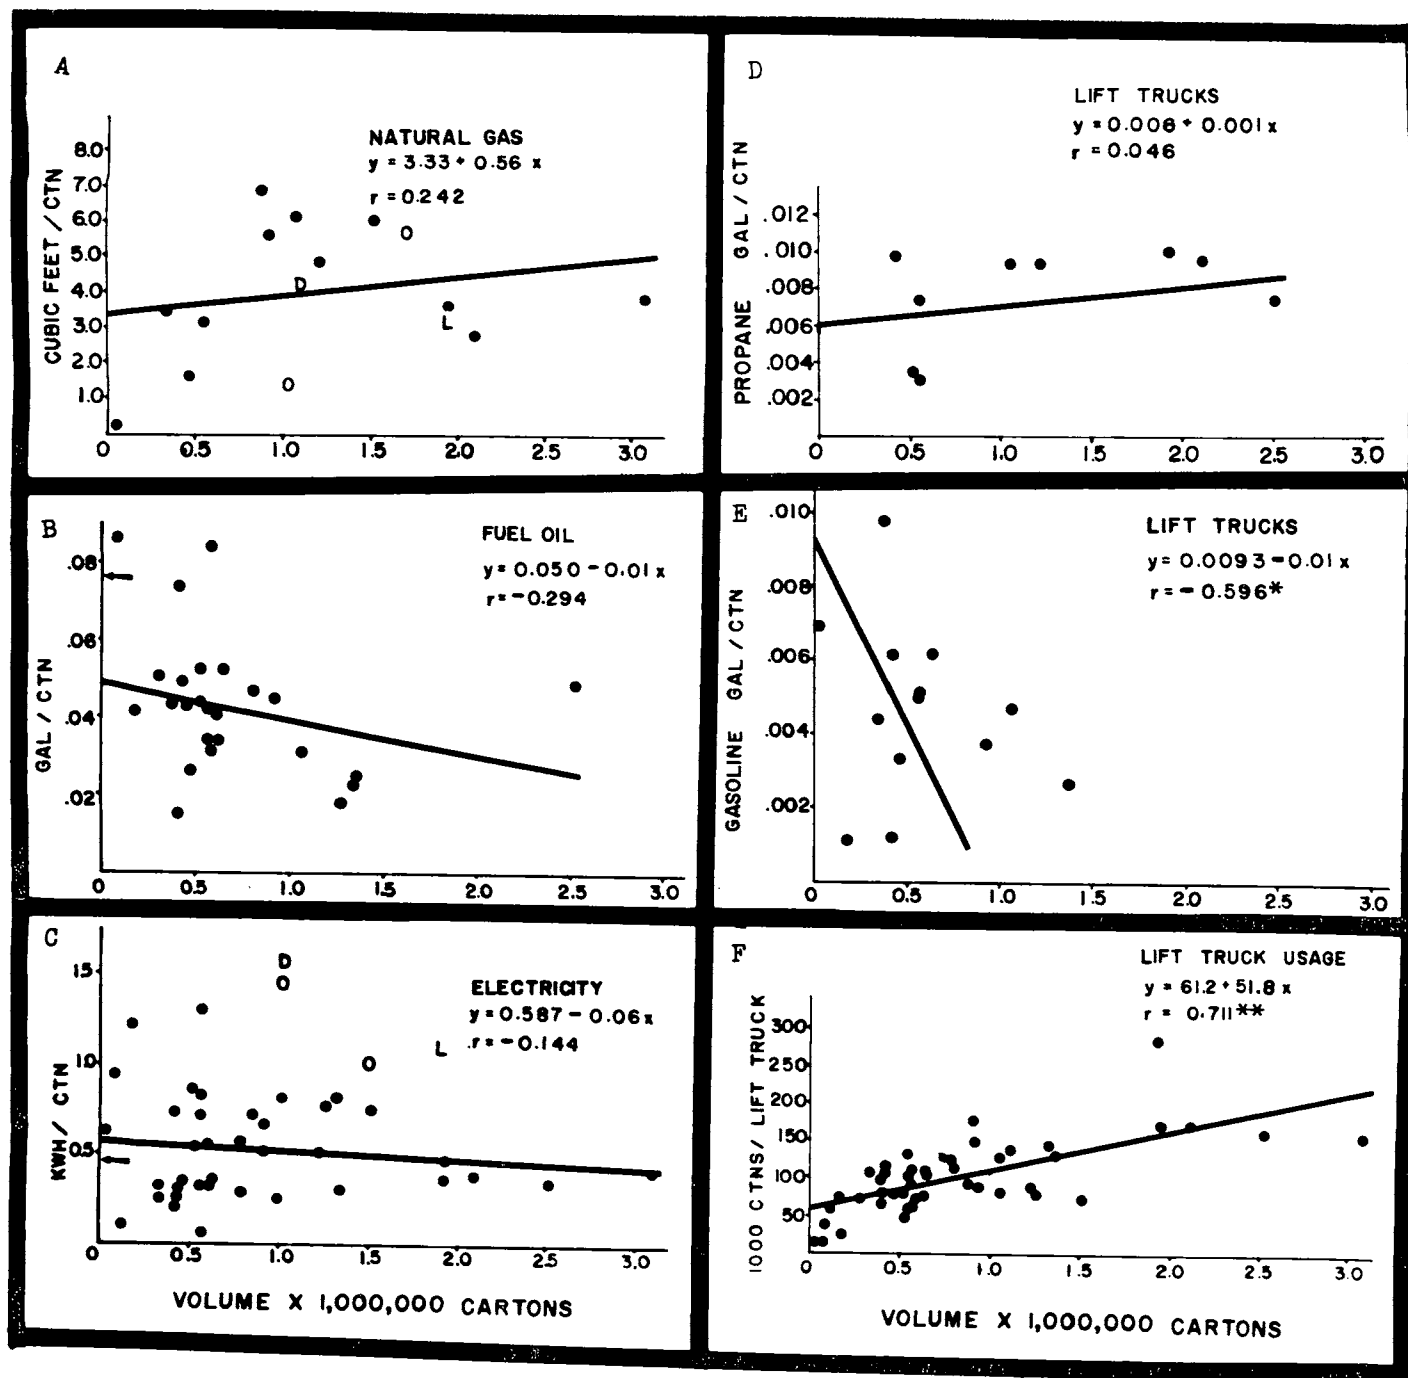 A
NATURAL GAS
y = 3.33 + 0.56 x
r = 0.242
CUBIC FEET / CTN
8.0
7.0
6.0
5.0
4.0
3.0
2.0
1.0
O
D
L
O
0 0.5 1.0 1.5 2.0 2.5 3.0
B
FUEL OIL
y = 0.050 - 0.01 x
r = -0.294
GAL / CTN
.08
.06
.04
.02
0 0.5 1.0 1.5 2.0 2.5 3.0
C
ELECTRICITY
y = 0.587 - 0.06x
r = -0.144
KWH / CTN
1.5
1.0
0.5
D
O
O
L
0 0.5 1.0 1.5 2.0 2.5 3.0
VOLUME X 1,000,000 CARTONS
D
LIFT TRUCKS
y = 0.006 + 0.001x
r = 0.046
PROPANE GAL / CTN
.012
.010
.008
.006
.004
.002
0 0.5 1.0 1.5 2.0 2.5 3.0
E
LIFT TRUCKS
y = 0.0093 - 0.01x
r = -0.596*
GASOLINE GAL / CTN
.010
.008
.006
.004
.002
0 0.5 1.0 1.5 2.0 2.5 3.0
F
LIFT TRUCK USAGE
y = 61.2 + 51.8 x
r = 0.711**
1000 CTNS / LIFT TRUCK
300
250
200
150
100
50
0 0.5 1.0 1.5 2.0 2.5 3.0
VOLUME X 1,000,000 CARTONS